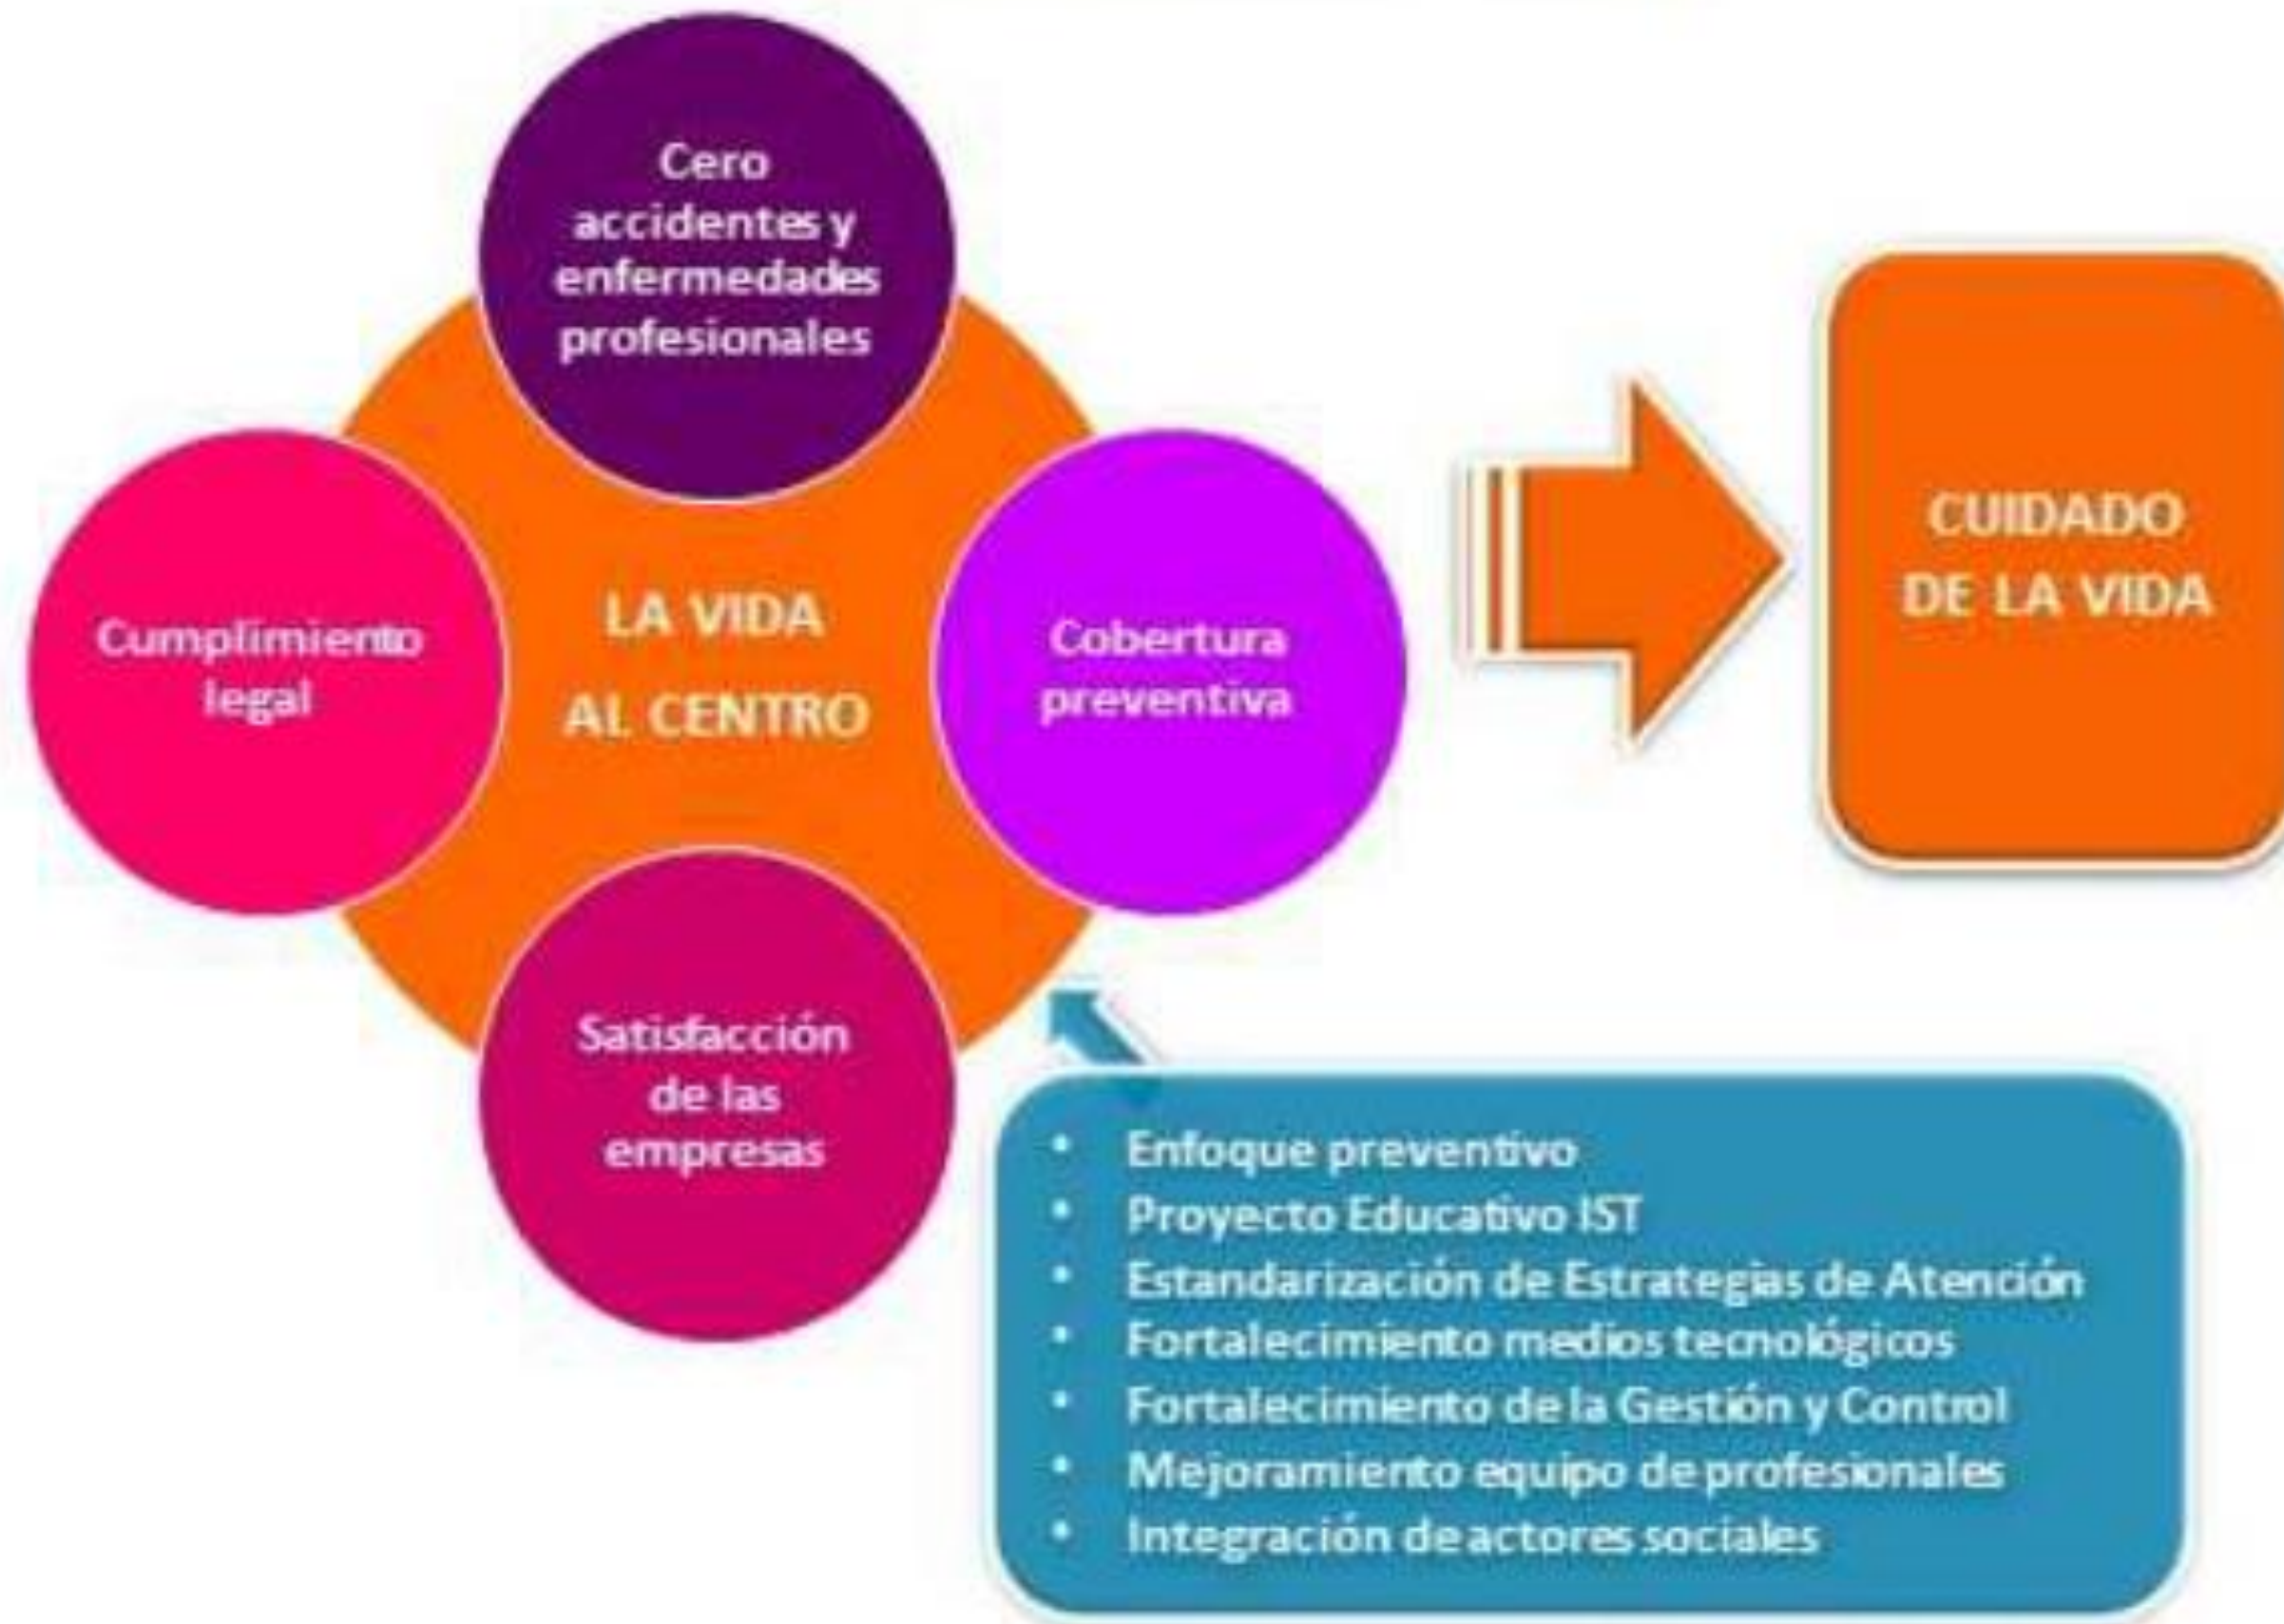 Cero
accidentes y
enfermedades
profesionales
Cumplimiento
legal
LA VIDA
AL CENTRO
Cobertura
preventiva
Satisfacción
de las
empresas
CUIDADO
DE LA VIDA
• Enfoque preventivo
• Proyecto Educativo IST
• Estandarización de Estrategias de Atención
• Fortalecimiento medios tecnológicos
• Fortalecimiento de la Gestión y Control
• Mejoramiento equipo de profesionales
• Integración de actores sociales